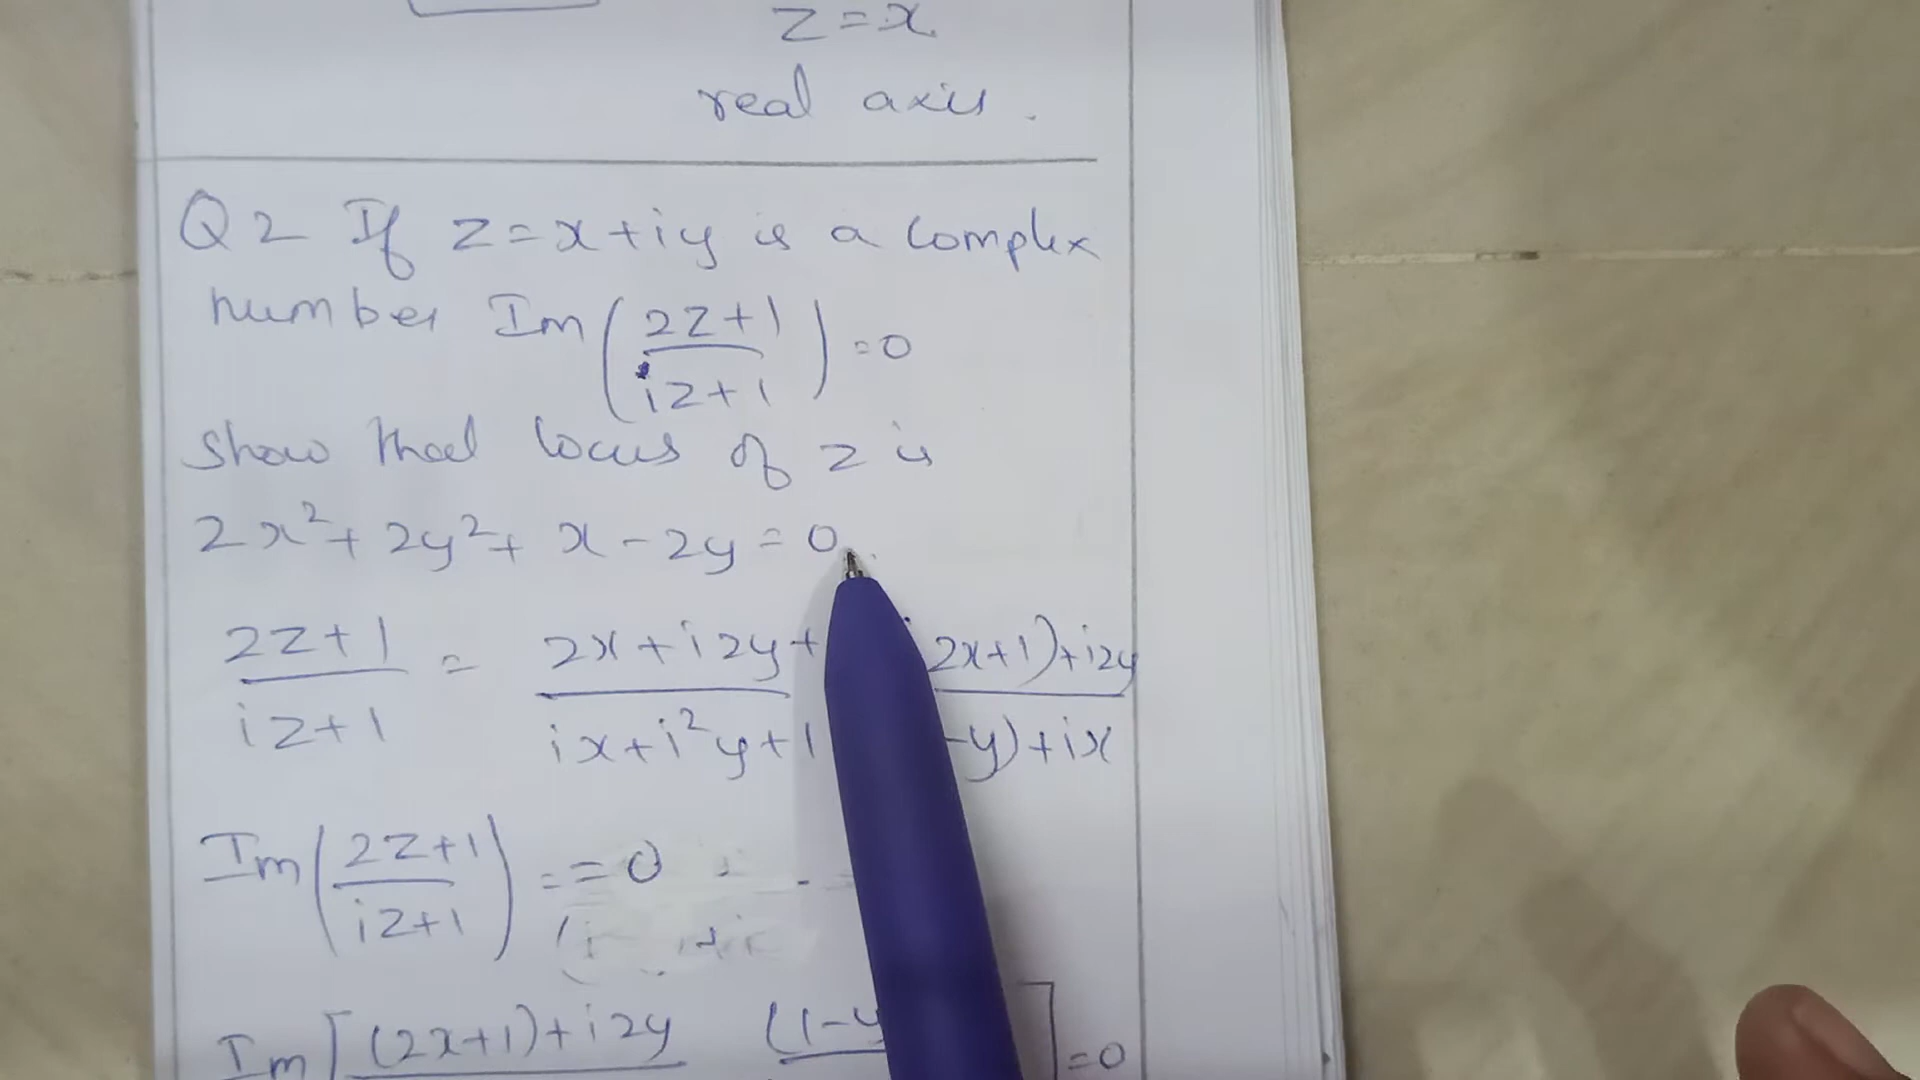 z=x
real axis.
Q2 If z=x+iy is a complex
number Im(2z+1/iz+1)=0
show that locus of z is
2x²+2y²+x-2y=0
2z+1/iz+1 = 2x+i2y+ / ix+i²y+1 2x+1)+i2y / -y)+ix
Im(2z+1/iz+1) ==0
Im[(2x+1)+i2y (1-y ]=0